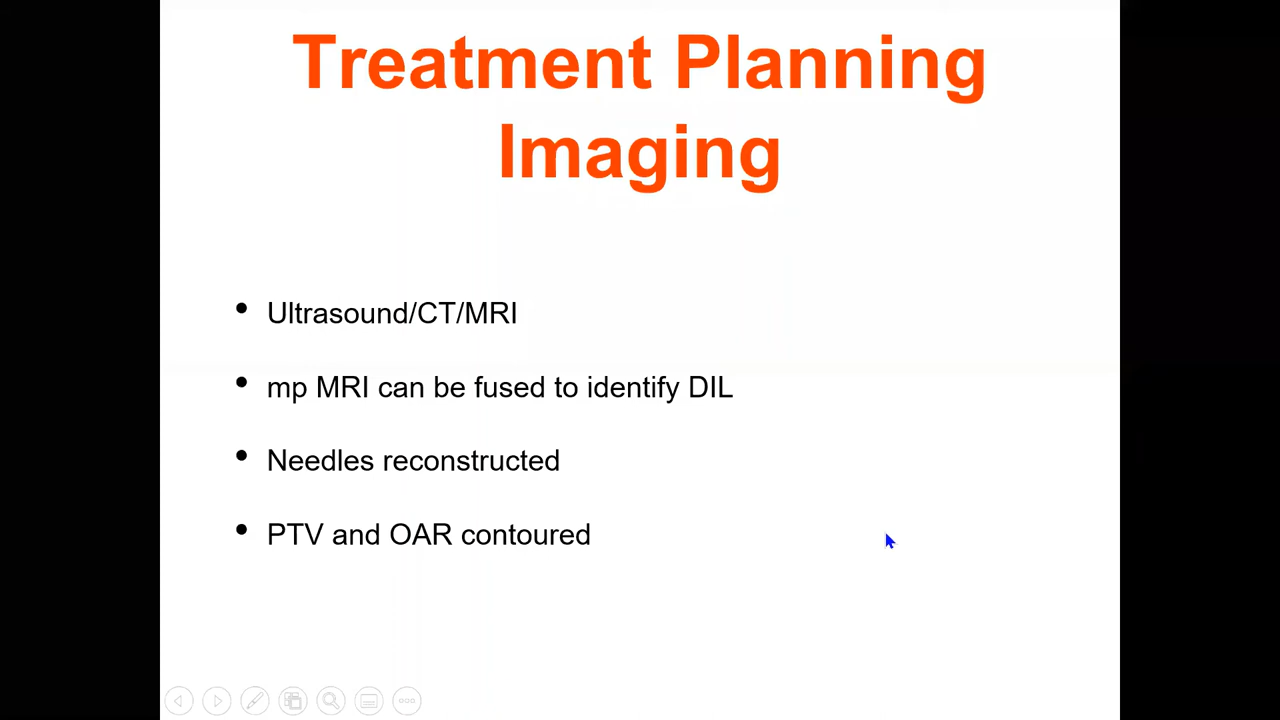 Treatment Planning
Imaging
• Ultrasound/CT/MRI
• mp MRI can be fused to identify DIL
• Needles reconstructed
• PTV and OAR contoured